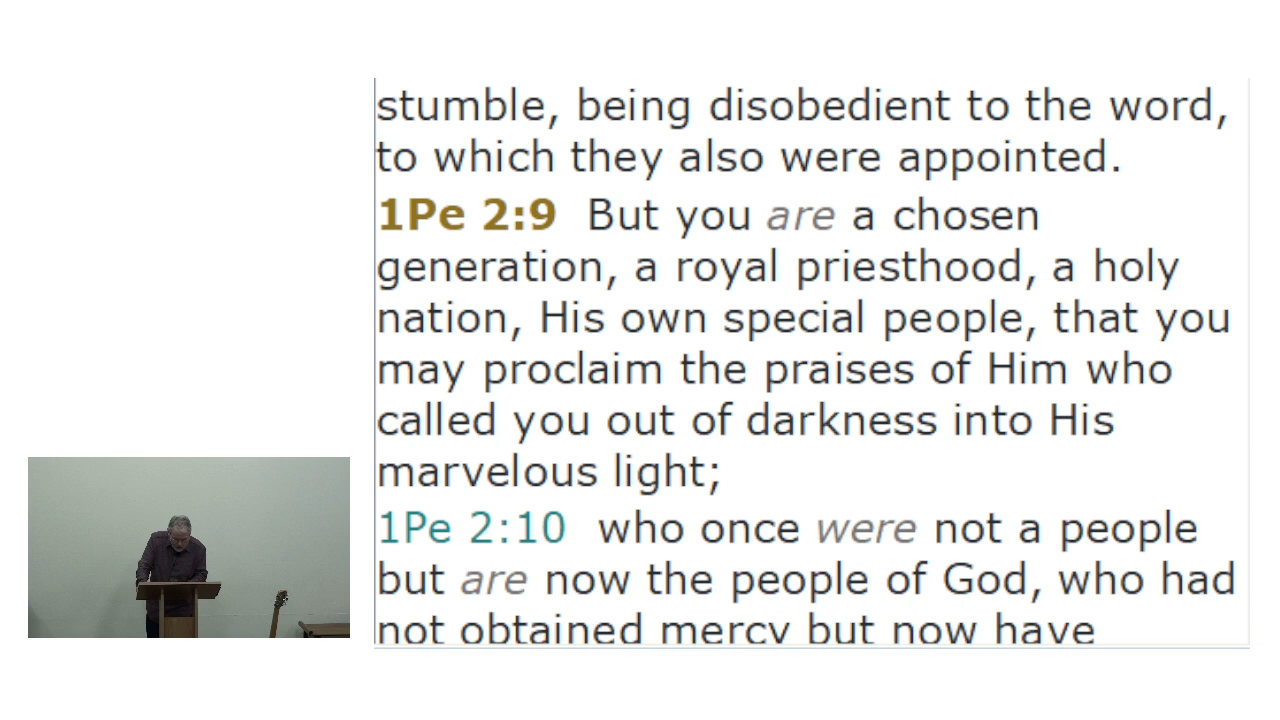 stumble, being disobedient to the word,
to which they also were appointed.
1Pe 2:9 But you are a chosen
generation, a royal priesthood, a holy
nation, His own special people, that you
may proclaim the praises of Him who
called you out of darkness into His
marvelous light;
1Pe 2:10 who once were not a people
but are now the people of God, who had
not obtained mercy but now have